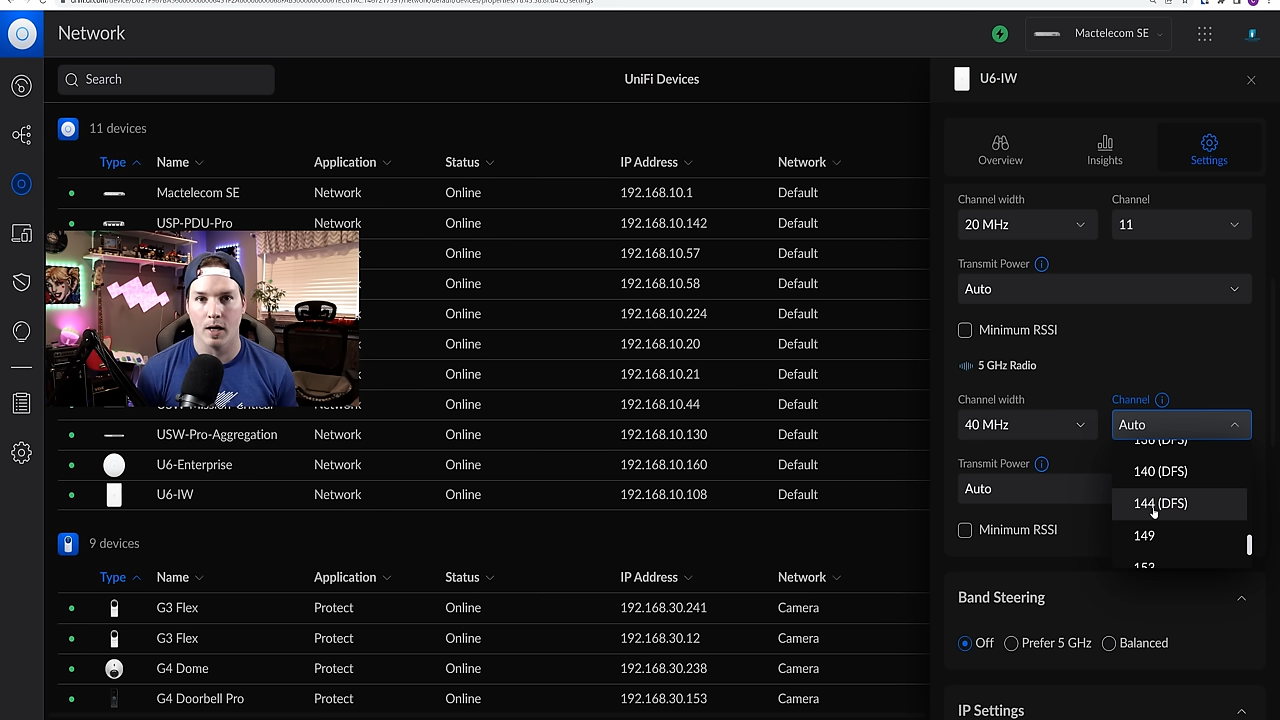 Network
Mactelecom SE
Search
UniFi Devices
U6-IW
11 devices
Overview
Insights
Settings
Type Name Application Status IP Address Network
Mactelecom SE Network Online 192.168.10.1 Default
USP-PDU-Pro Network Online 192.168.10.142 Default
Online 192.168.10.57 Default
Online 192.168.10.58 Default
Online 192.168.10.224 Default
Online 192.168.10.20 Default
Online 192.168.10.21 Default
USW-Mission-Critical Network Online 192.168.10.44 Default
USW-Pro-Aggregation Network Online 192.168.10.130 Default
U6-Enterprise Network Online 192.168.10.160 Default
U6-IW Network Online 192.168.10.108 Default
9 devices
Type Name Application Status IP Address Network
G3 Flex Protect Online 192.168.30.241 Camera
G3 Flex Protect Online 192.168.30.12 Camera
G4 Dome Protect Online 192.168.30.238 Camera
G4 Doorbell Pro Protect Online 192.168.30.153 Camera
Channel width Channel
20 MHz 11
Transmit Power
Auto
Minimum RSSI
5 GHz Radio
Channel width Channel
40 MHz Auto
136 (DFS)
140 (DFS)
144 (DFS)
149
153
Transmit Power
Auto
Minimum RSSI
Band Steering
Off Prefer 5 GHz Balanced
IP Settings